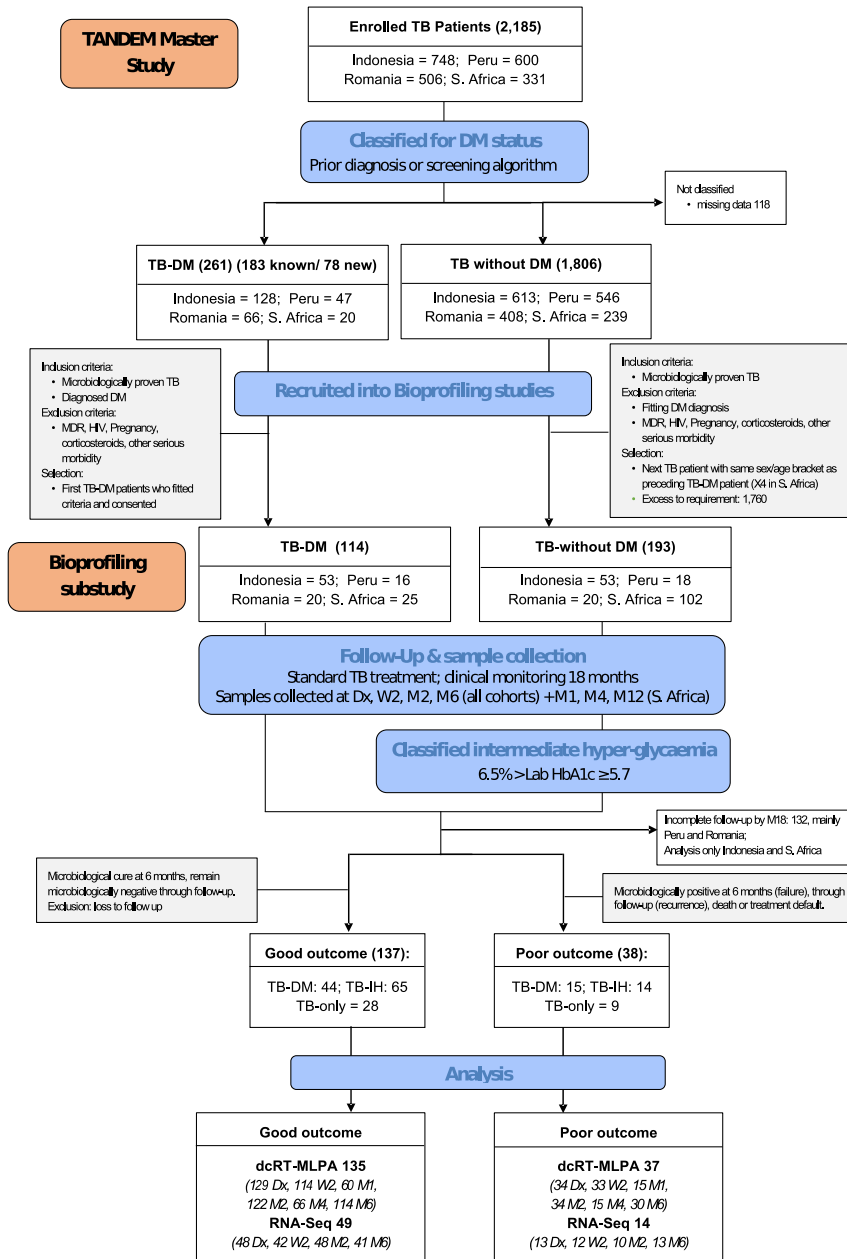 TANDEM Master
Study
Enrolled TB Patients (2,185)
Indonesia = 748; Peru = 600
Romania = 506; S. Africa = 331
Classified for DM status
Prior diagnosis or screening algorithm
Not classified
• missing data 118
TB-DM (261) (183 known/ 78 new)
Indonesia = 128; Peru = 47
Romania = 66; S. Africa = 20
TB without DM (1,806)
Indonesia = 613; Peru = 546
Romania = 408; S. Africa = 239
Inclusion criteria:
• Microbiologically proven TB
• Diagnosed DM
Exclusion criteria:
• MDR, HIV, Pregnancy,
corticosteroids, other serious
morbidity
Selection:
• First TB-DM patients who fitted
criteria and consented
Recruited into Bioprofiling studies
Inclusion criteria:
• Microbiologically proven TB
Exclusion criteria:
• Fitting DM diagnosis
• MDR, HIV, Pregnancy, corticosteroids, other
serious morbidity
Selection:
• Next TB patient with same sex/age bracket as
preceding TB-DM patient (X4 in S. Africa)
• Excess to requirement: 1,760
Bioprofiling
substudy
TB-DM (114)
Indonesia = 53; Peru = 16
Romania = 20; S. Africa = 25
TB-without DM (193)
Indonesia = 53; Peru = 18
Romania = 20; S. Africa = 102
Follow-Up & sample collection
Standard TB treatment; clinical monitoring 18 months
Samples collected at Dx, W2, M2, M6 (all cohorts) +M1, M4, M12 (S. Africa)
Classified intermediate hyper-glycaemia
6.5% >Lab HbA1c ≥5.7
Incomplete follow-up by M18: 132, mainly
Peru and Romania;
Analysis only Indonesia and S. Africa
Microbiological cure at 6 months, remain
microbiologically negative through follow-up.
Exclusion: loss to follow up
Microbiologically positive at 6 months (failure), through
follow-up (recurrence), death or treatment default.
Good outcome (137):
TB-DM: 44; TB-IH: 65
TB-only = 28
Poor outcome (38):
TB-DM: 15; TB-IH: 14
TB-only = 9
Analysis
Good outcome
dcRT-MLPA 135
(129 Dx, 114 W2, 60 M1,
122 M2, 66 M4, 114 M6)
RNA-Seq 49
(48 Dx, 42 W2, 48 M2, 41 M6)
Poor outcome
dcRT-MLPA 37
(34 Dx, 33 W2, 15 M1,
34 M2, 15 M4, 30 M6)
RNA-Seq 14
(13 Dx, 12 W2, 10 M2, 13 M6)